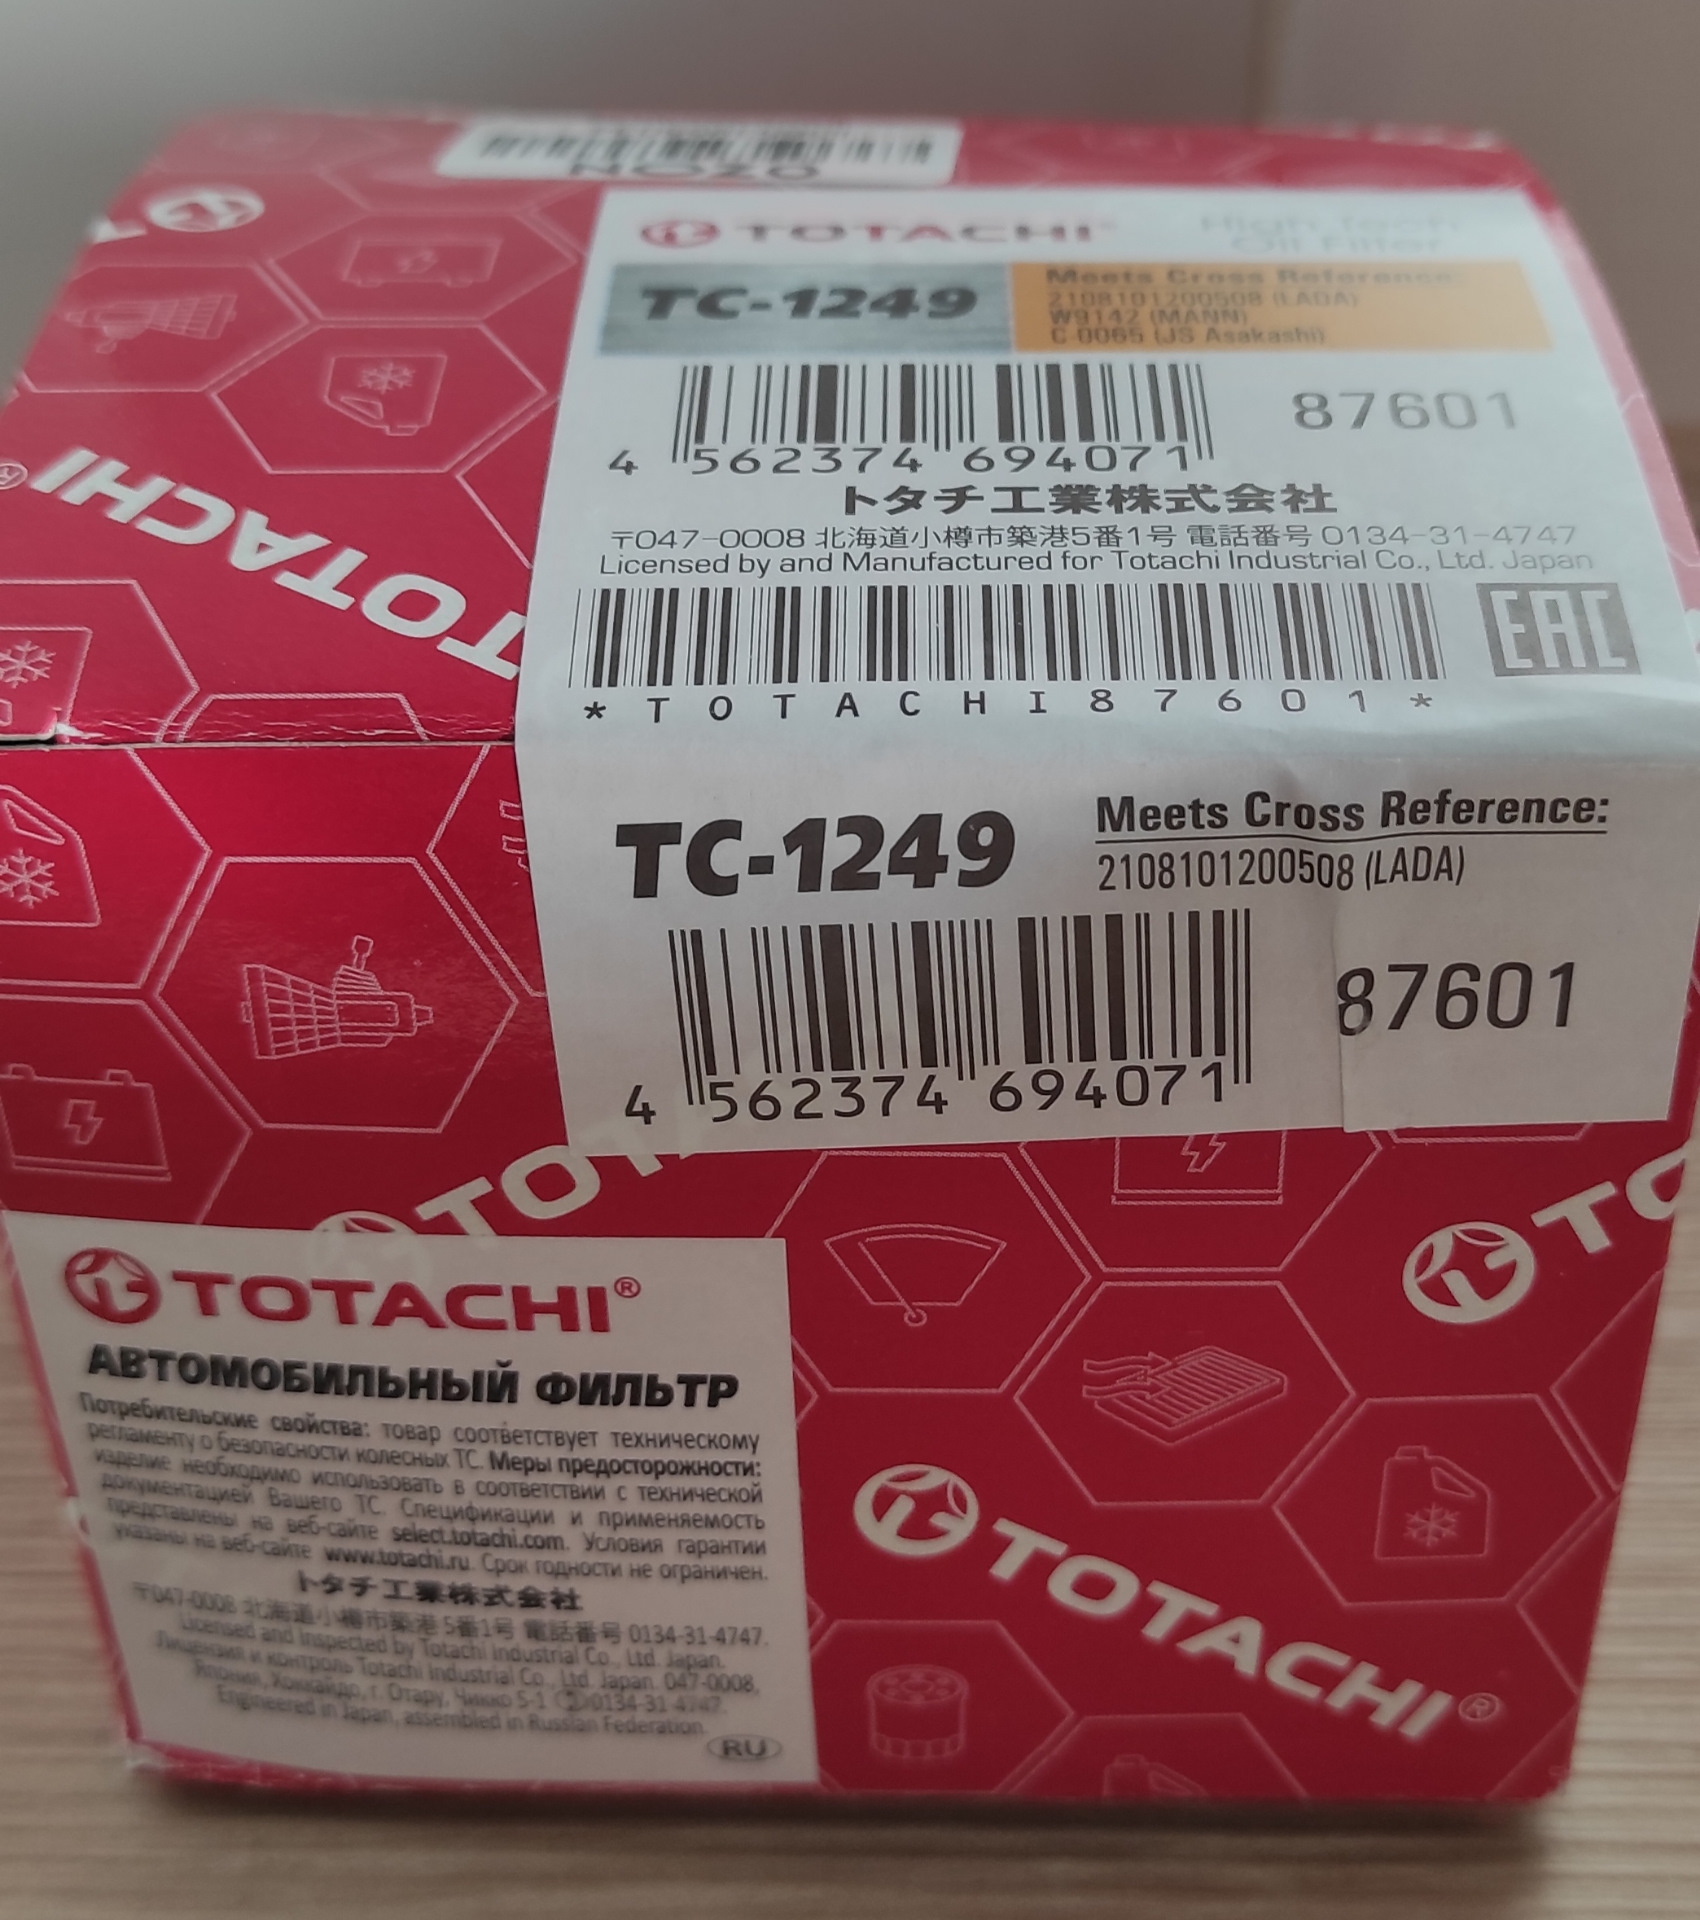 TOTACHI
High Tech
Oil Filter
TC-1249
Meets Cross Reference:
2108101200508 (LADA)
W9142 (MANN)
C-0065 (JS Asakashi)
87601
4 562374 694071
トタチ工業株式会社
〒047-0008 北海道小樽市築港5番1号 電話番号 0134-31-4747
Licensed by and Manufactured for Totachi Industrial Co., Ltd. Japan
EAC
*TOTACHI87601*
TOTACHI®
TC-1249
Meets Cross Reference:
2108101200508 (LADA)
87601
4 562374 694071
TOTA
TO
TOTACHI®
АВТОМОБИЛЬНЫЙ ФИЛЬТР
Потребительские свойства: товар соответствует техническому
регламенту о безопасности колесных ТС. Меры предосторожности:
изделие необходимо использовать в соответствии с технической
документацией Вашего ТС. Спецификации и применяемость
представлены на веб-сайте select.totachi.com. Условия гарантии
указаны на веб-сайте www.totachi.ru. Срок годности не ограничен.
トタチ工業株式会社
〒047-0008 北海道小樽市築港 5番1号 電話番号 0134-31-4747.
Licensed and Inspected by Totachi Industrial Co., Ltd. Japan.
Лицензия и контроль Totachi Industrial Co., Ltd. Japan. 047-0008,
Япония, Хоккайдо, г. Отару, Чикко 5-1 ✆0134-31-4747.
Engineered in Japan, assembled in Russian Federation.
RU
TOTACHI®